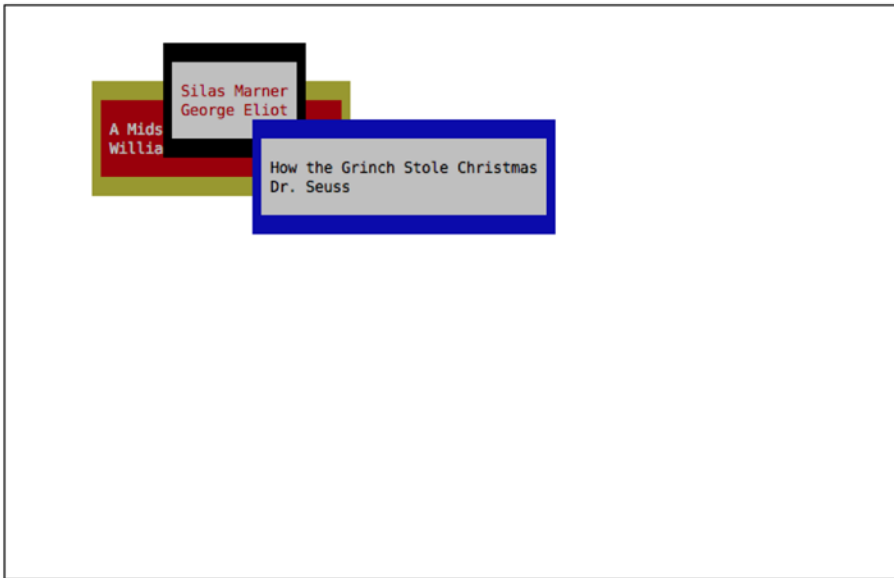 Silas Marner
George Eliot
A Mids
Willia
How the Grinch Stole Christmas
Dr. Seuss